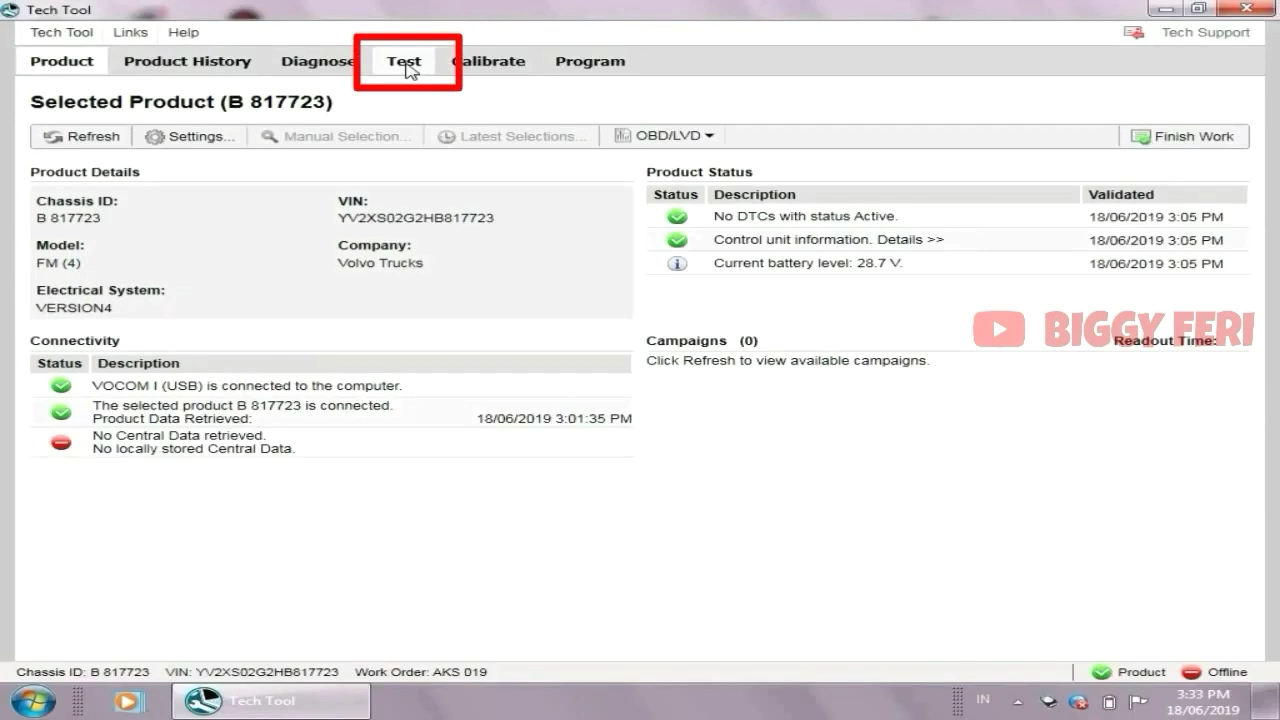 Tech Tool
Tech Tool Links Help Tech Support
Product Product History Diagnose Test Calibrate Program
Selected Product (B 817723)
Refresh Settings... Manual Selection... Latest Selections... OBD/LVD Finish Work
Product Details
Chassis ID: VIN:
B 817723 YV2XS02G2HB817723
Model: Company:
FM (4) Volvo Trucks
Electrical System:
VERSION4
Product Status
Status Description Validated
No DTCs with status Active. 18/06/2019 3:05 PM
Control unit information. Details >> 18/06/2019 3:05 PM
Current battery level: 28.7 V. 18/06/2019 3:05 PM
BIGGY FERI
Connectivity
Status Description
VOCOM I (USB) is connected to the computer.
The selected product B 817723 is connected.
Product Data Retrieved: 18/06/2019 3:01:35 PM
No Central Data retrieved.
No locally stored Central Data.
Campaigns (0) Readout Time:
Click Refresh to view available campaigns.
Chassis ID: B 817723 VIN: YV2XS02G2HB817723 Work Order: AKS 019 Product Offline
Tech Tool IN 3:33 PM
18/06/2019